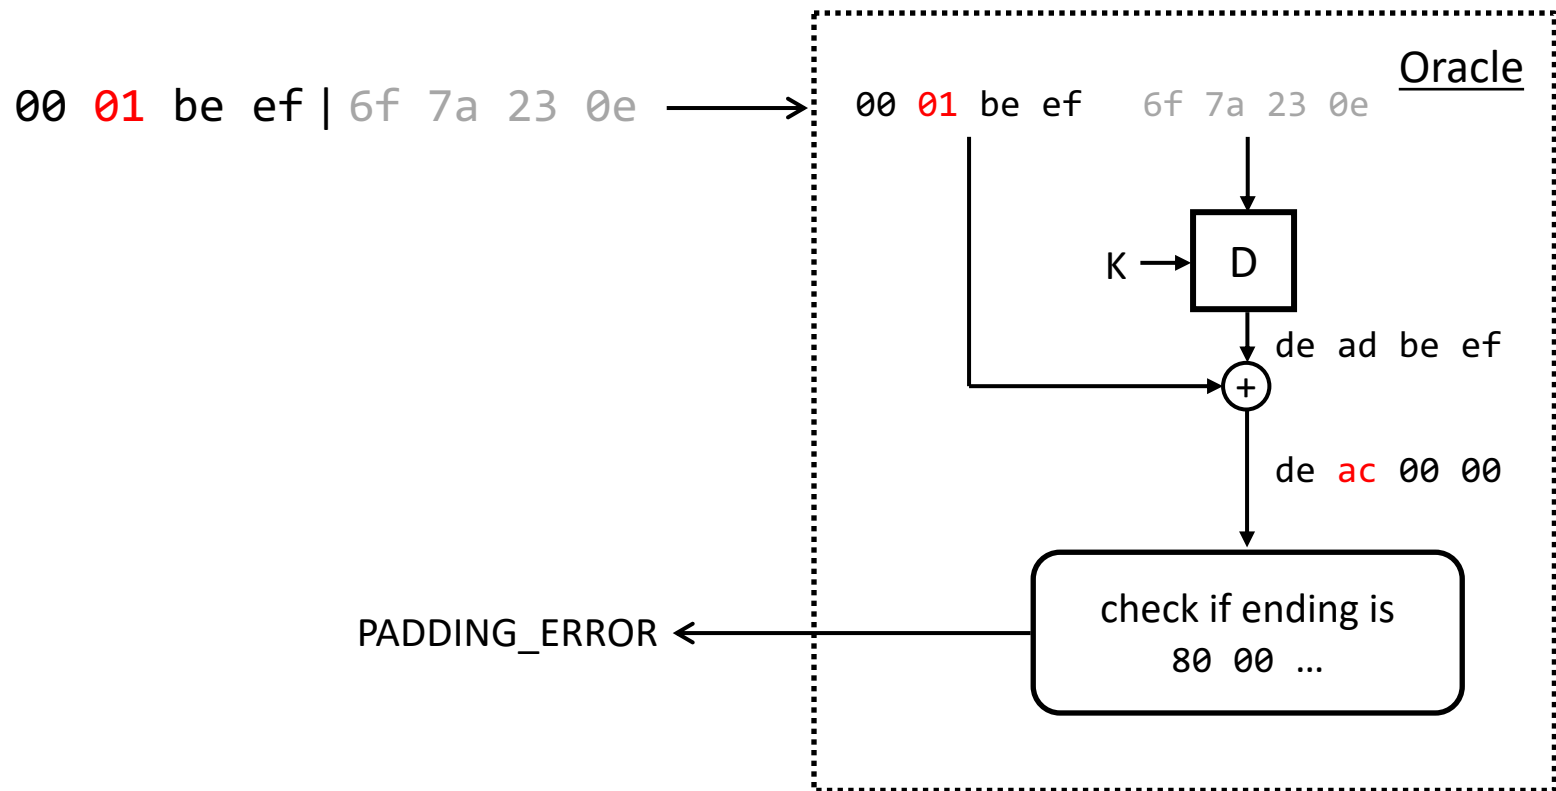 Oracle
00 01 be ef | 6f 7a 23 0e
00 01 be ef 6f 7a 23 0e
K
D
de ad be ef
+
de ac 00 00
check if ending is
80 00 …
PADDING_ERROR